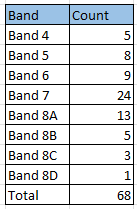 Band Count
Band 4 5
Band 5 8
Band 6 9
Band 7 24
Band 8A 13
Band 8B 5
Band 8C 3
Band 8D 1
Total 68